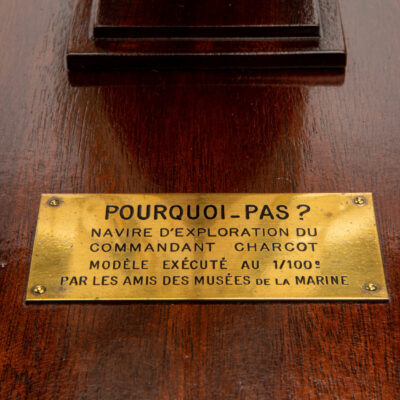 POURQUOI-PAS ?
NAVIRE D'EXPLORATION DU
COMMANDANT CHARCOT
MODÈLE EXÉCUTÉ AU 1/100e
PAR LES AMIS DES MUSÉES DE LA MARINE